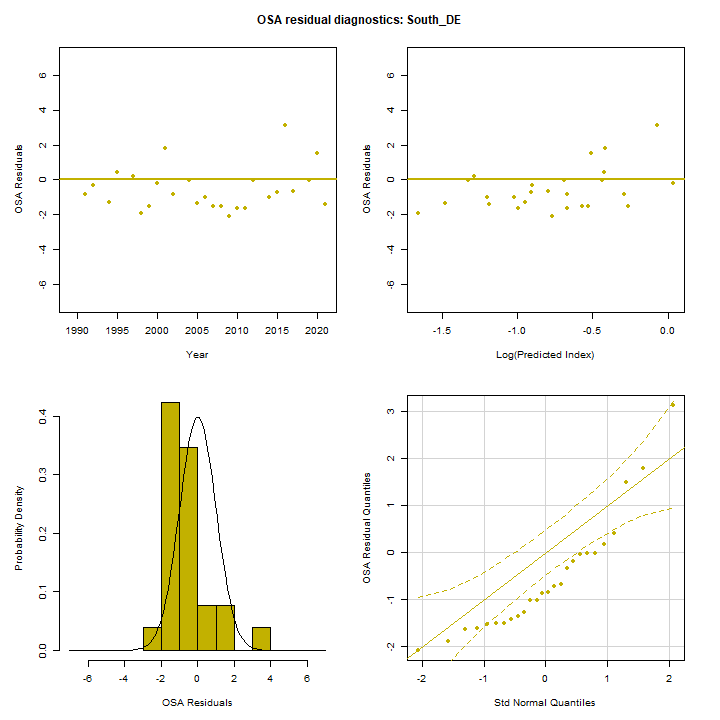 OSA residual diagnostics: South_DE
OSA Residuals
6
4
2
0
-2
-4
-6
1990 1995 2000 2005 2010 2015 2020
Year
OSA Residuals
6
4
2
0
-2
-4
-6
-1.5 -1.0 -0.5 0.0
Log(Predicted Index)
Probability Density
0.4
0.3
0.2
0.1
0.0
-6 -4 -2 0 2 4 6
OSA Residuals
OSA Residual Quantiles
3
2
1
0
-1
-2
-2 -1 0 1 2
Std Normal Quantiles